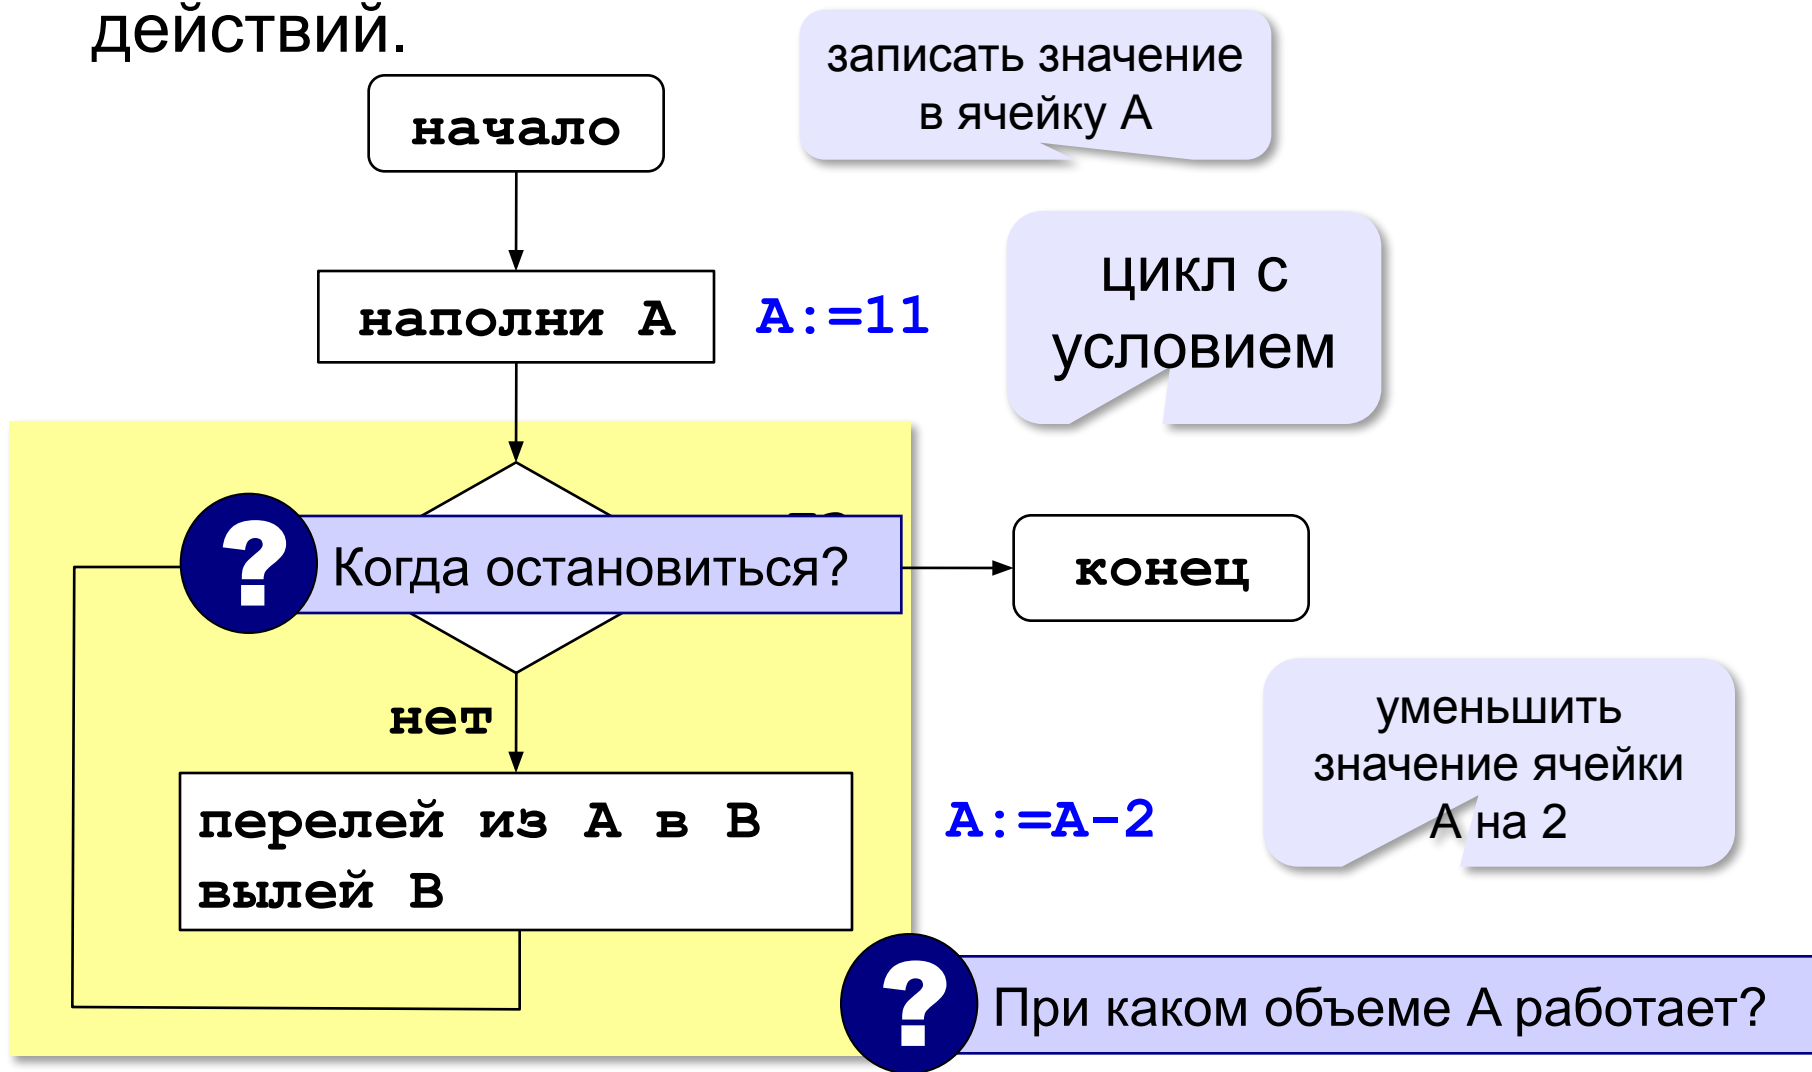 действий.
записать значение
в ячейку A
начало
цикл с
условием
наполни A
A:=11
? Когда остановиться?
конец
нет
уменьшить
значение ячейки
A на 2
перелей из A в B
вылей B
A:=A-2
? При каком объеме A работает?